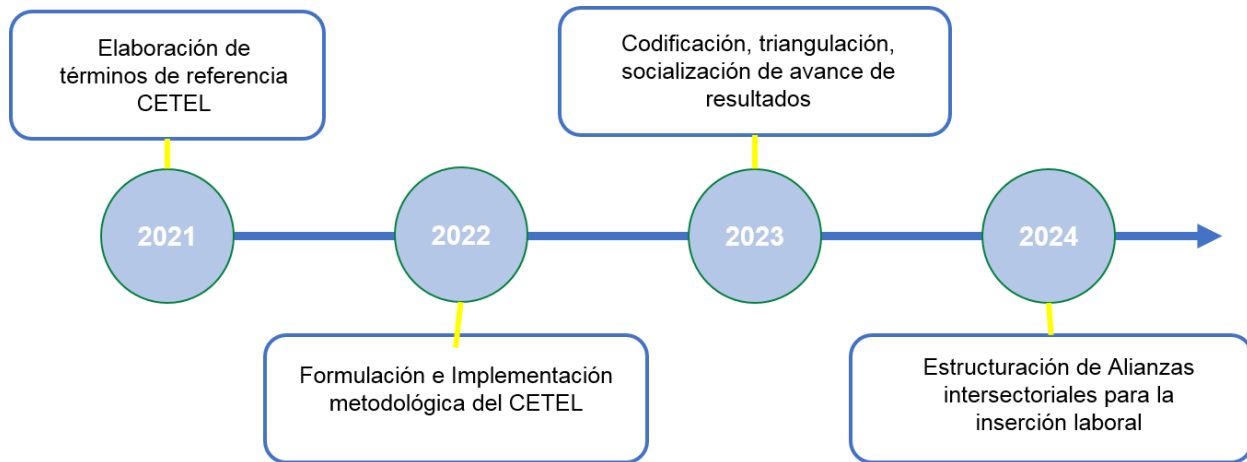 Elaboración de
términos de referencia
CETEL
Codificación, triangulación,
socialización de avance de
resultados
2021
2022
2023
2024
Formulación e Implementación
metodológica del CETEL
Estructuración de Alianzas
intersectoriales para la
inserción laboral